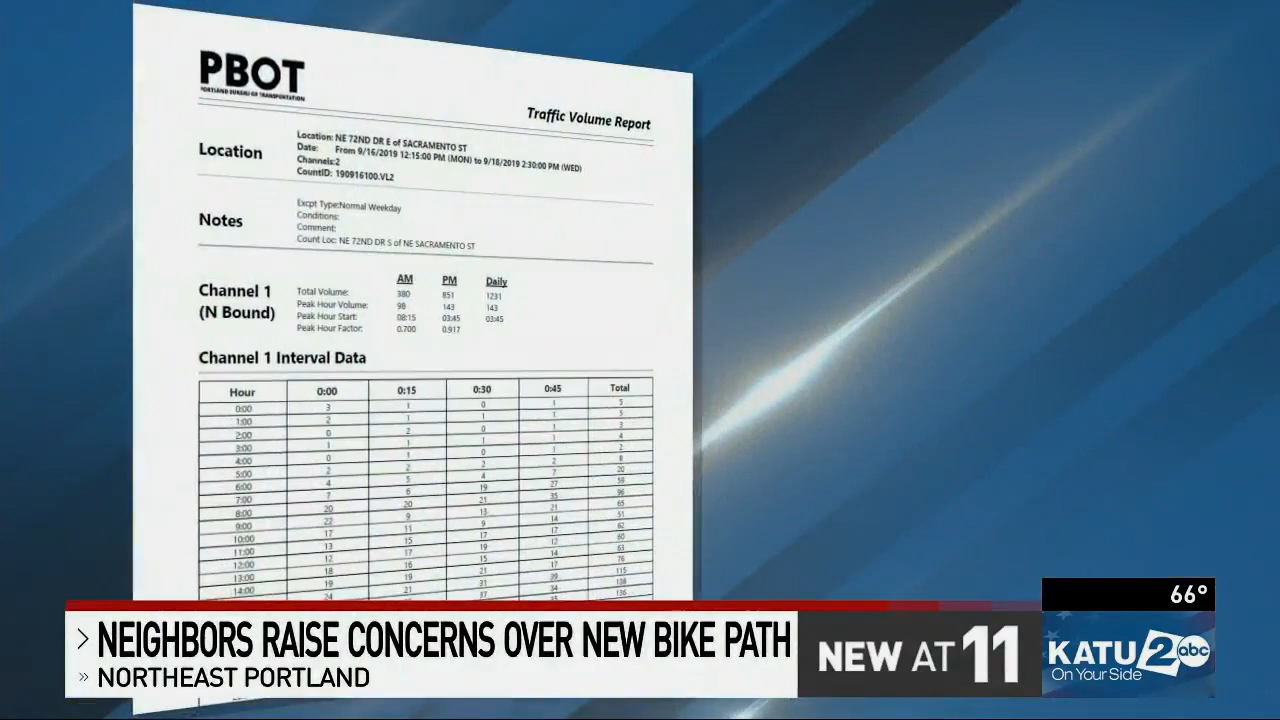 PBOT
PORTLAND BUREAU OF TRANSPORTATION
Traffic Volume Report
Location
Location: NE 72ND DR E of SACRAMENTO ST
Date: From 9/16/2019 12:15:00 PM (MON) to 9/18/2019 2:30:00 PM (WED)
Channels:2
CountID: 190916100.VL2
Notes
Excpt Type:Normal Weekday
Conditions:
Comment:
Count Loc: NE 72ND DR S of NE SACRAMENTO ST
Channel 1
(N Bound)
AM PM Daily
Total Volume: 380 851 1231
Peak Hour Volume: 98 143 143
Peak Hour Start: 08:15 03:45 03:45
Peak Hour Factor: 0.700 0.917
Channel 1 Interval Data
Hour 0:00 0:15 0:30 0:45 Total
0:00 3 1 0 1 5
1:00 2 1 1 1 5
2:00 0 2 0 1 3
3:00 1 1 1 1 4
4:00 0 1 0 1 2
5:00 2 2 2 2 8
6:00 4 5 4 7 20
7:00 7 6 19 27 59
8:00 20 20 21 35 96
9:00 22 9 13 21 65
10:00 17 11 9 14 51
11:00 13 15 17 17 62
12:00 12 17 19 12 60
13:00 18 16 15 14 63
14:00 19 19 21 17 76
24 21 31 39 115
37 34 138
136
NEIGHBORS RAISE CONCERNS OVER NEW BIKE PATH
NORTHEAST PORTLAND
NEW AT 11
66°
KATU 2 abc
On Your Side